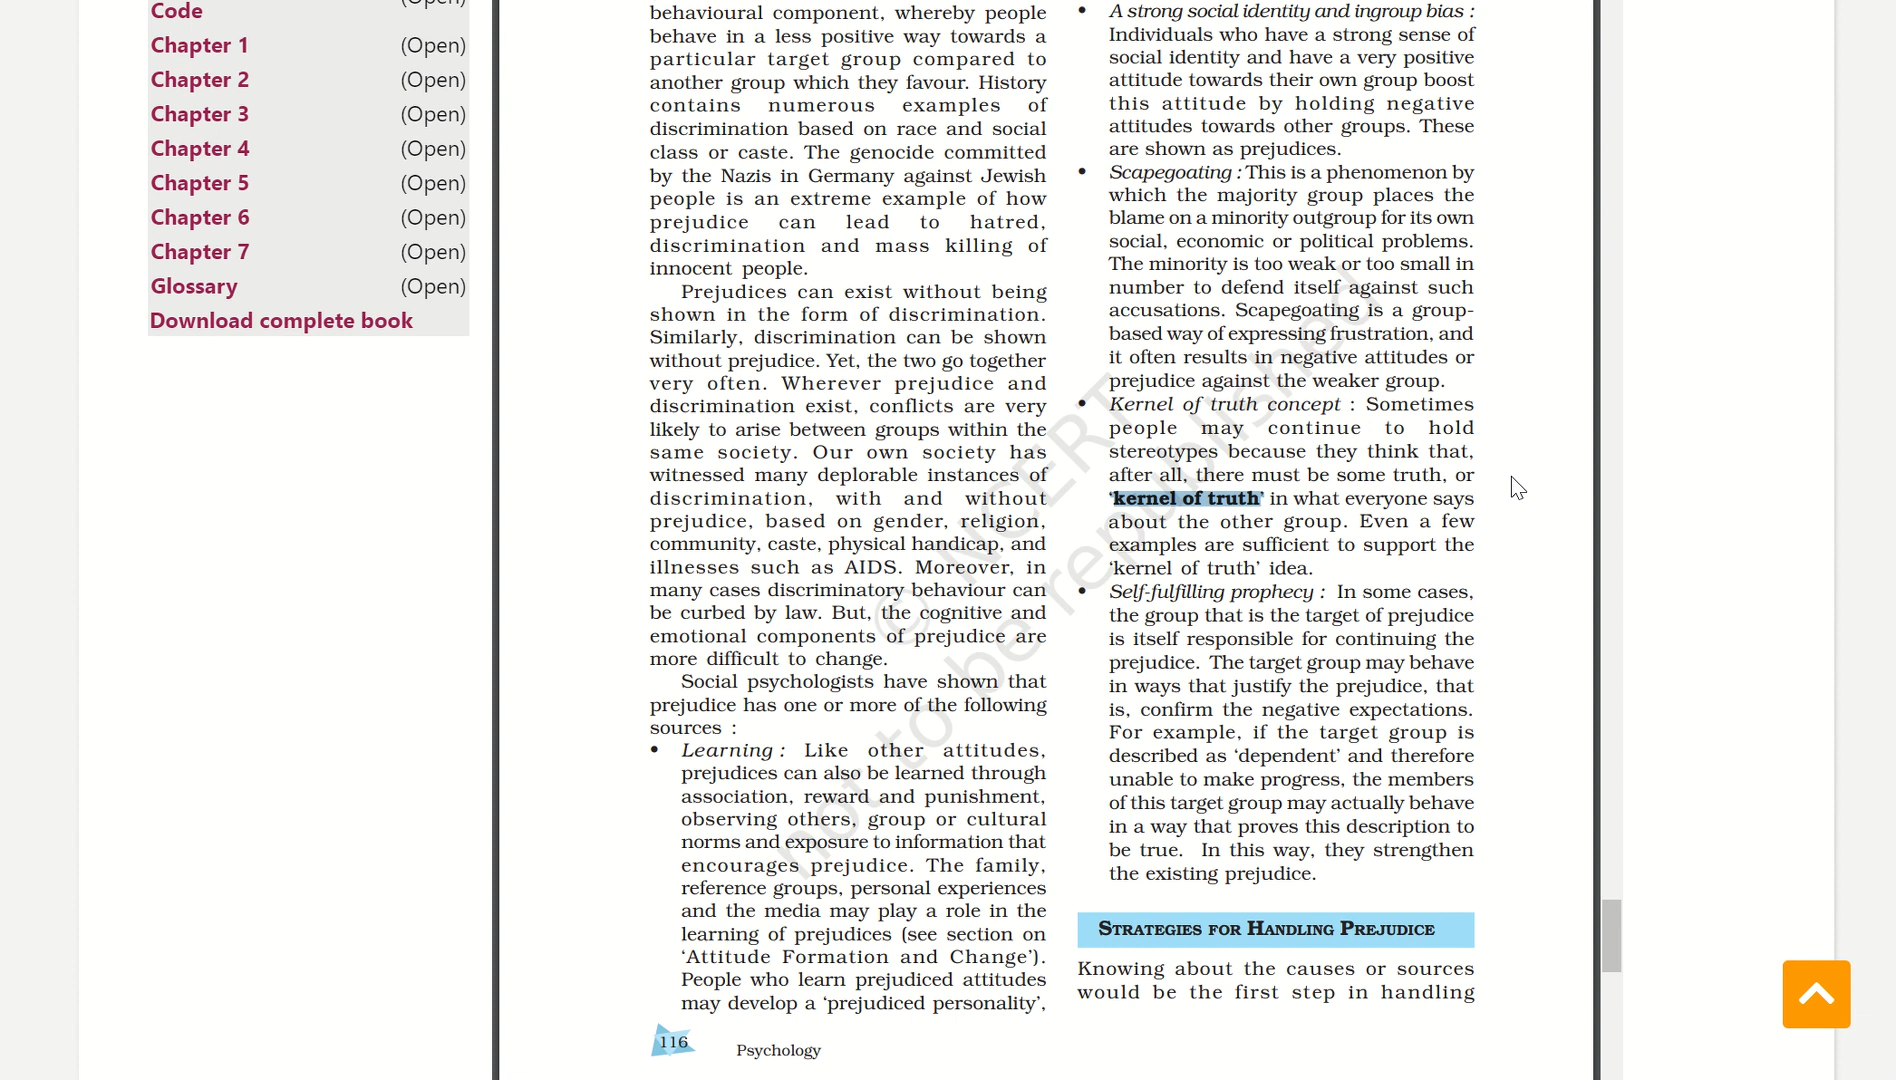 (Open)
Code
Chapter 1 (Open)
Chapter 2 (Open)
Chapter 3 (Open)
Chapter 4 (Open)
Chapter 5 (Open)
Chapter 6 (Open)
Chapter 7 (Open)
Glossary (Open)
Download complete book
behavioural component, whereby people
behave in a less positive way towards a
particular target group compared to
another group which they favour. History
contains numerous examples of
discrimination based on race and social
class or caste. The genocide committed
by the Nazis in Germany against Jewish
people is an extreme example of how
prejudice can lead to hatred,
discrimination and mass killing of
innocent people.
Prejudices can exist without being
shown in the form of discrimination.
Similarly, discrimination can be shown
without prejudice. Yet, the two go together
very often. Wherever prejudice and
discrimination exist, conflicts are very
likely to arise between groups within the
same society. Our own society has
witnessed many deplorable instances of
discrimination, with and without
prejudice, based on gender, religion,
community, caste, physical handicap, and
illnesses such as AIDS. Moreover, in
many cases discriminatory behaviour can
be curbed by law. But, the cognitive and
emotional components of prejudice are
more difficult to change.
Social psychologists have shown that
prejudice has one or more of the following
sources :
• Learning : Like other attitudes,
prejudices can also be learned through
association, reward and punishment,
observing others, group or cultural
norms and exposure to information that
encourages prejudice. The family,
reference groups, personal experiences
and the media may play a role in the
learning of prejudices (see section on
‘Attitude Formation and Change’).
People who learn prejudiced attitudes
may develop a ‘prejudiced personality’,
• A strong social identity and ingroup bias :
Individuals who have a strong sense of
social identity and have a very positive
attitude towards their own group boost
this attitude by holding negative
attitudes towards other groups. These
are shown as prejudices.
• Scapegoating : This is a phenomenon by
which the majority group places the
blame on a minority outgroup for its own
social, economic or political problems.
The minority is too weak or too small in
number to defend itself against such
accusations. Scapegoating is a group-
based way of expressing frustration, and
it often results in negative attitudes or
prejudice against the weaker group.
• Kernel of truth concept : Sometimes
people may continue to hold
stereotypes because they think that,
after all, there must be some truth, or
‘kernel of truth’ in what everyone says
about the other group. Even a few
examples are sufficient to support the
‘kernel of truth’ idea.
• Self-fulfilling prophecy : In some cases,
the group that is the target of prejudice
is itself responsible for continuing the
prejudice. The target group may behave
in ways that justify the prejudice, that
is, confirm the negative expectations.
For example, if the target group is
described as ‘dependent’ and therefore
unable to make progress, the members
of this target group may actually behave
in a way that proves this description to
be true. In this way, they strengthen
the existing prejudice.
STRATEGIES FOR HANDLING PREJUDICE
Knowing about the causes or sources
would be the first step in handling
116 Psychology
© NCERT
not to be republished